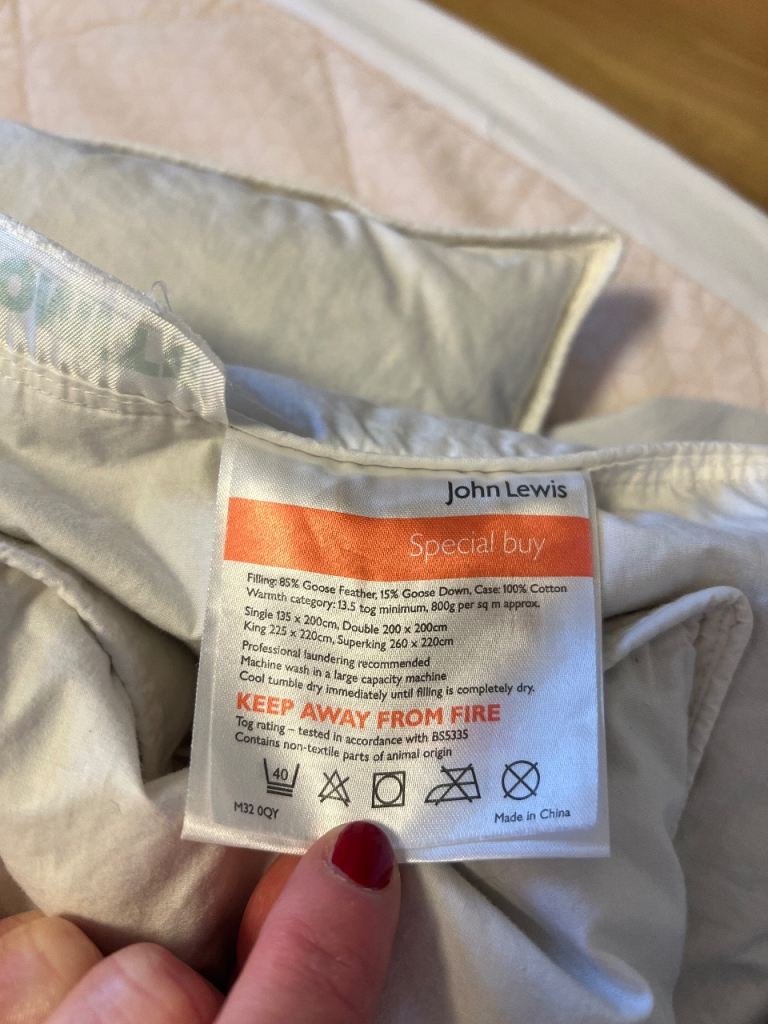 John Lewis
Special buy
Filling: 85% Goose Feather, 15% Goose Down, Case: 100% Cotton
Warmth category: 13.5 tog minimum, 800g per sq m approx.
Single 135 x 200cm, Double 200 x 200cm
King 225 x 220cm, Superking 260 x 220cm
Professional laundering recommended
Machine wash in a large capacity machine
Cool tumble dry immediately until filling is completely dry.
KEEP AWAY FROM FIRE
Tog rating – tested in accordance with BS5335
Contains non-textile parts of animal origin
40
M32 0QY
Made in China